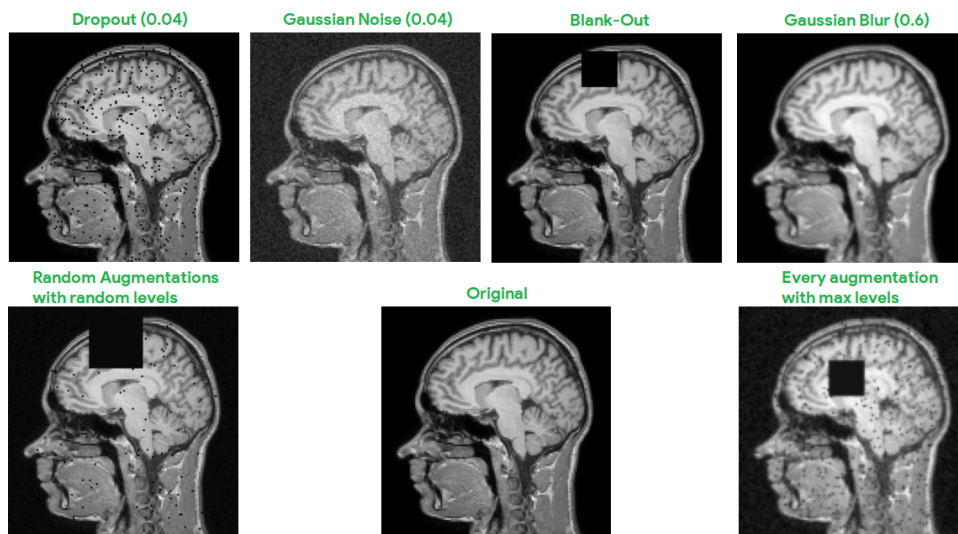 Dropout (0.04)
Gaussian Noise (0.04)
Blank-Out
Gaussian Blur (0.6)
Random Augmentations
with random levels
Original
Every augmentation
with max levels